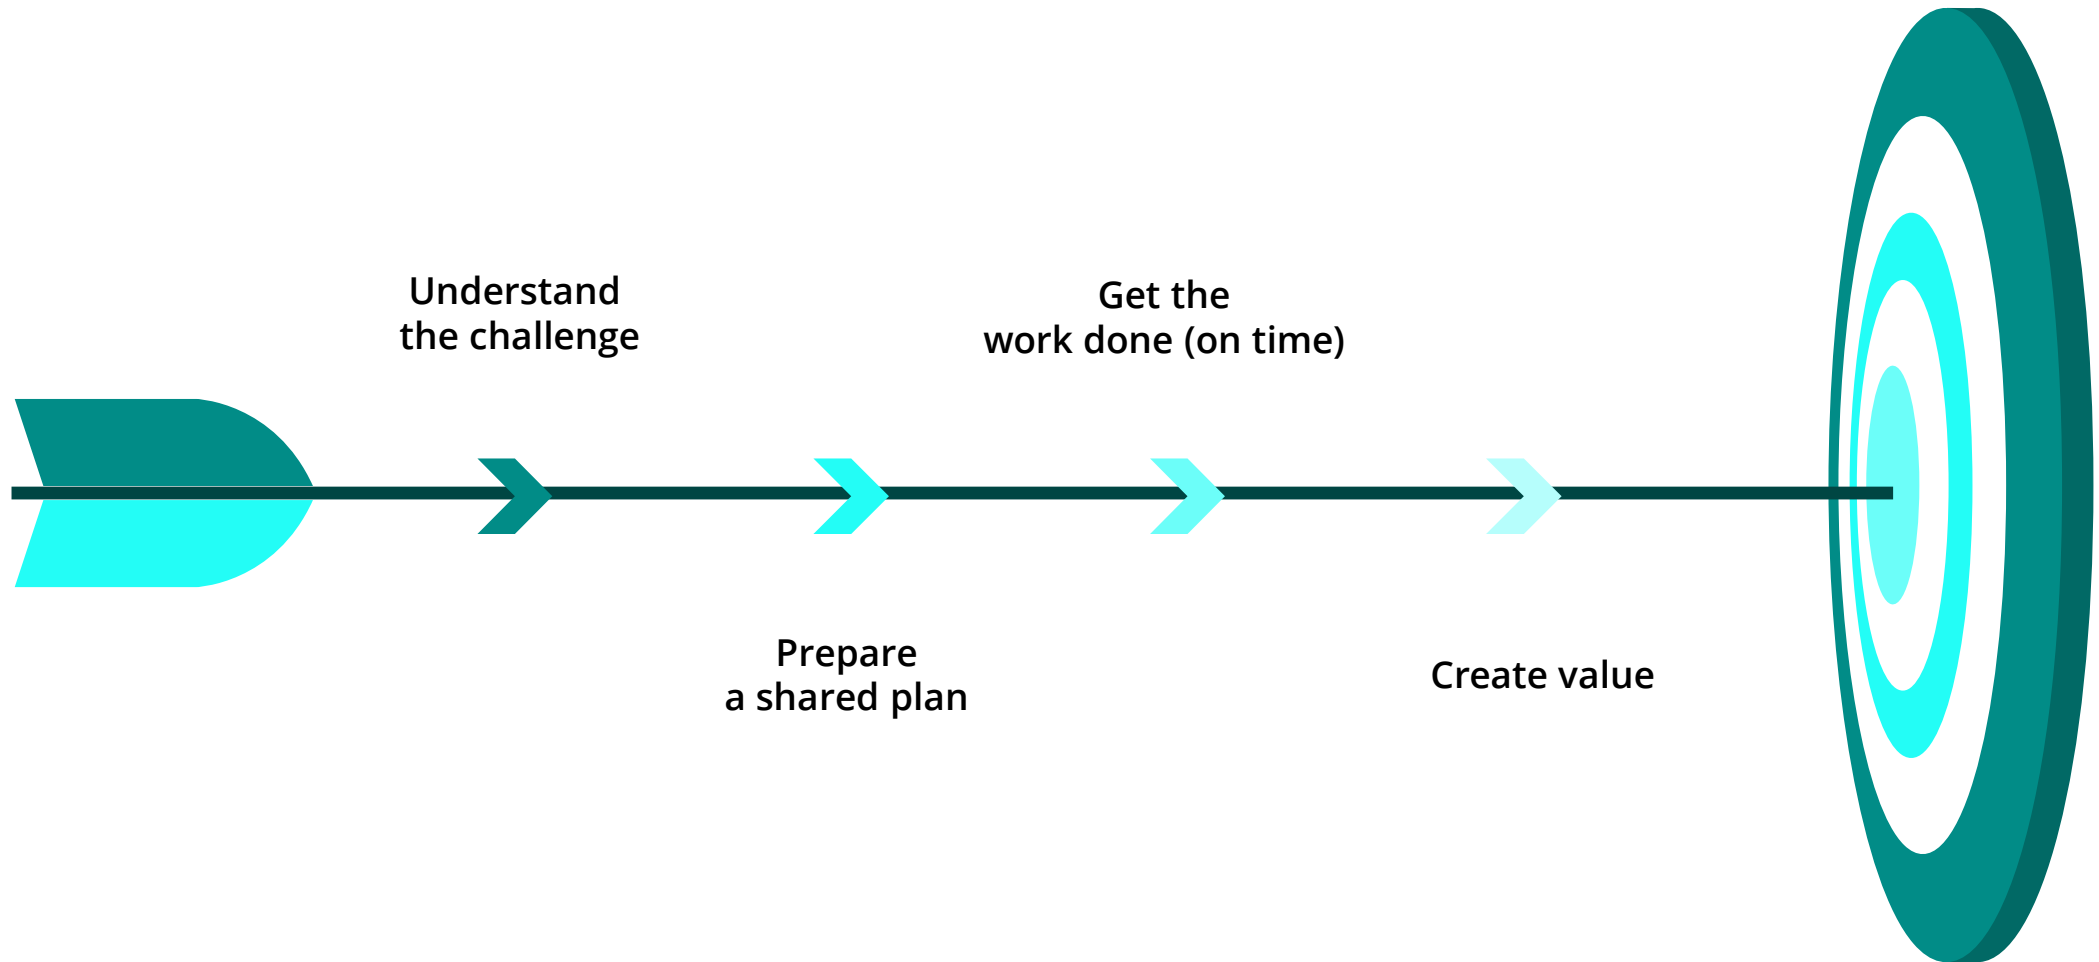 Understand
the challenge
Prepare
a shared plan
Get the
work done (on time)
Create value